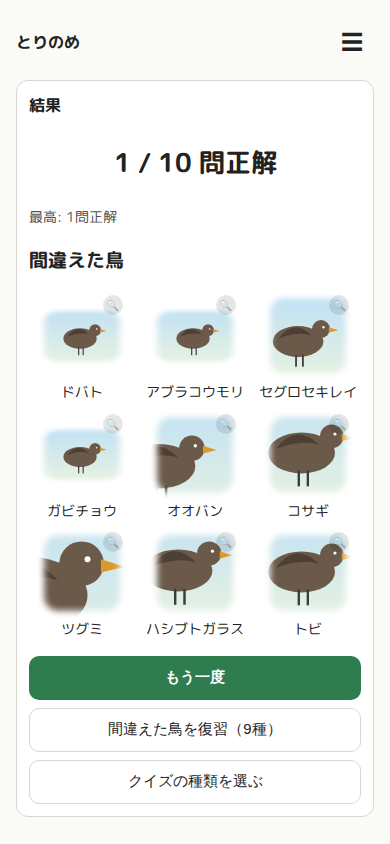 とりのめ
結果
1 / 10 問正解
最高: 1問正解
間違えた鳥
ドバト
アブラコウモリ
セグロセキレイ
ガビチョウ
オオバン
コサギ
ツグミ
ハシブトガラス
トビ
もう一度
間違えた鳥を復習（9種）
クイズの種類を選ぶ